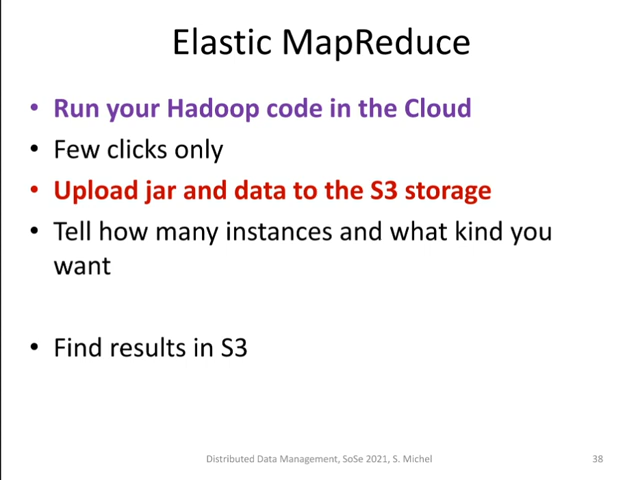 Elastic MapReduce
• Run your Hadoop code in the Cloud
• Few clicks only
• Upload jar and data to the S3 storage
• Tell how many instances and what kind you
want
• Find results in S3
Distributed Data Management, SoSe 2021, S. Michel
38